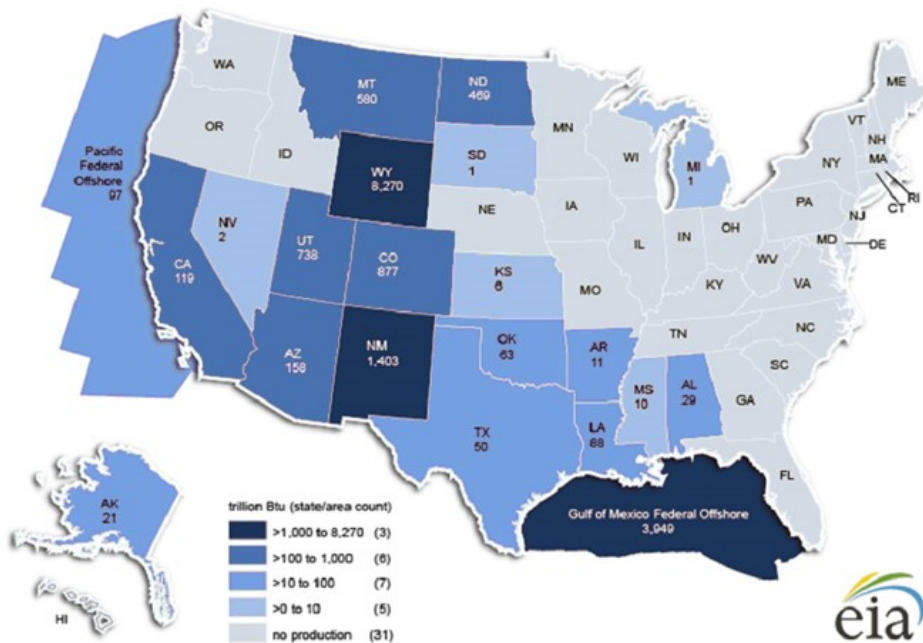 WA
OR
ID
MT
580
ND
469
MN
WI
ME
VT
NH
MA
NY
RI
CT
Pacific
Federal
Offshore
97
WY
8,270
SD
1
MI
1
NE
IA
PA
NJ
NV
2
UT
738
CO
877
KS
6
MO
IL
IN
OH
MD
DE
WV
VA
KY
CA
119
AZ
158
NM
1,403
OK
63
AR
11
TN
NC
SC
MS
10
AL
29
GA
TX
50
LA
88
FL
Gulf of Mexico Federal Offshore
3,949
AK
21
HI
trillion Btu (state/area count)
>1,000 to 8,270 (3)
>100 to 1,000 (6)
>10 to 100 (7)
>0 to 10 (5)
no production (31)
eia